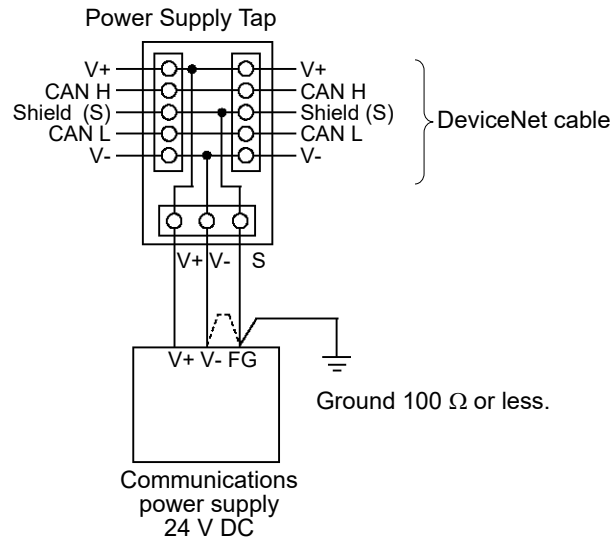 Power Supply Tap
V+
CAN H
Shield (S)
CAN L
V-
V+
CAN H
Shield (S)
CAN L
V-
DeviceNet cable
V+ V- S
V+ V- FG
Ground 100 Ω or less.
Communications
power supply
24 V DC